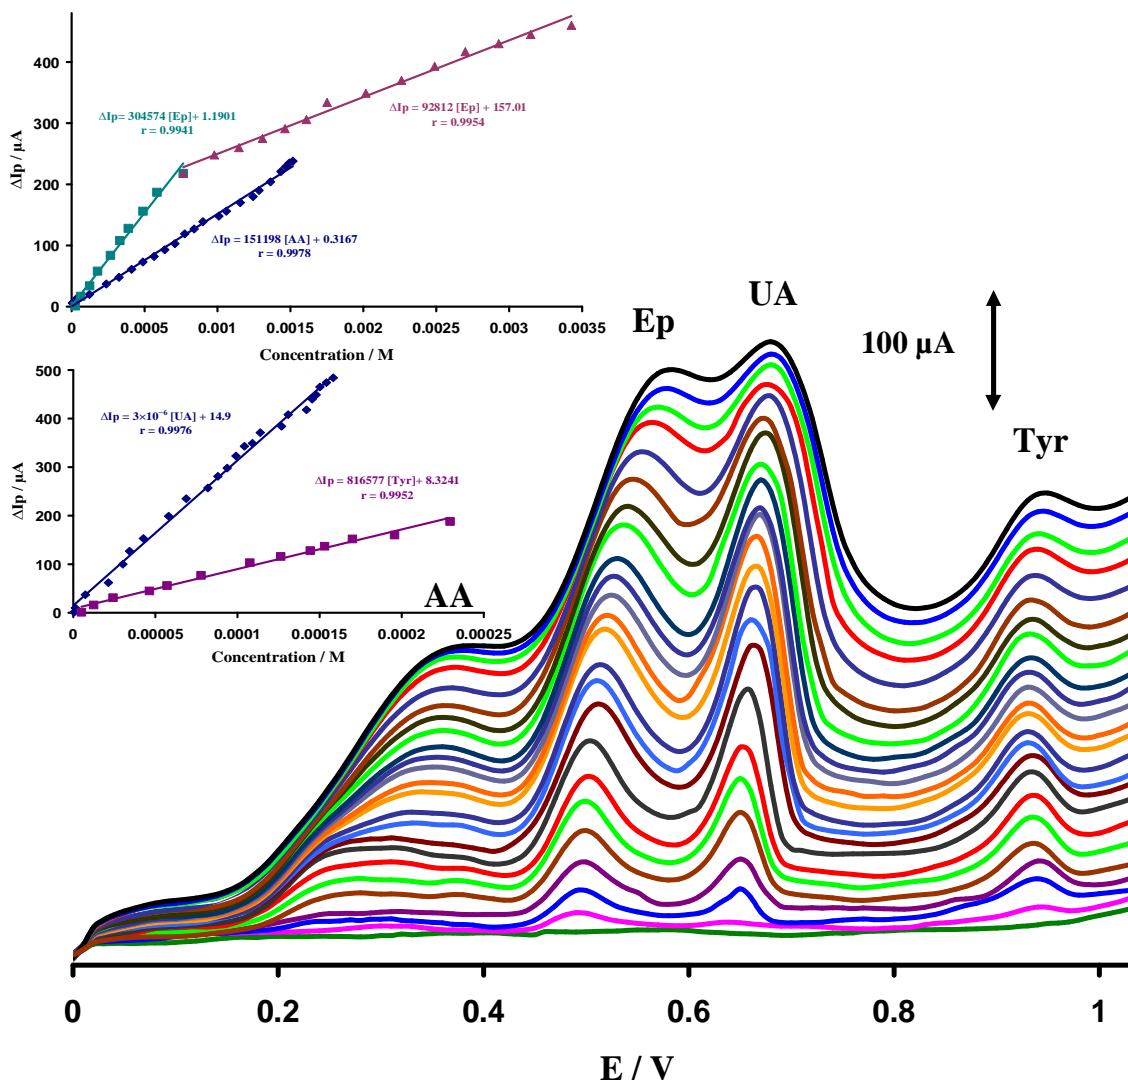 400
300
200
100
0
ΔIp / μA
ΔIp= 304574 [Ep]+ 1.1901
r = 0.9941
ΔIp = 92812 [Ep] + 157.01
r = 0.9954
ΔIp = 151198 [AA] + 0.3167
r = 0.9978
0 0.0005 0.001 0.0015 0.002 0.0025 0.003 0.0035
Concentration / M
500
400
300
200
100
0
ΔIp / μA
ΔIp = 3×10⁻⁶ [UA] + 14.9
r = 0.9976
ΔIp = 816577 [Tyr]+ 8.3241
r = 0.9952
0 0.00005 0.0001 0.00015 0.0002 0.00025
Concentration / M
AA
Ep
UA
100 μA
Tyr
0 0.2 0.4 0.6 0.8 1
E / V